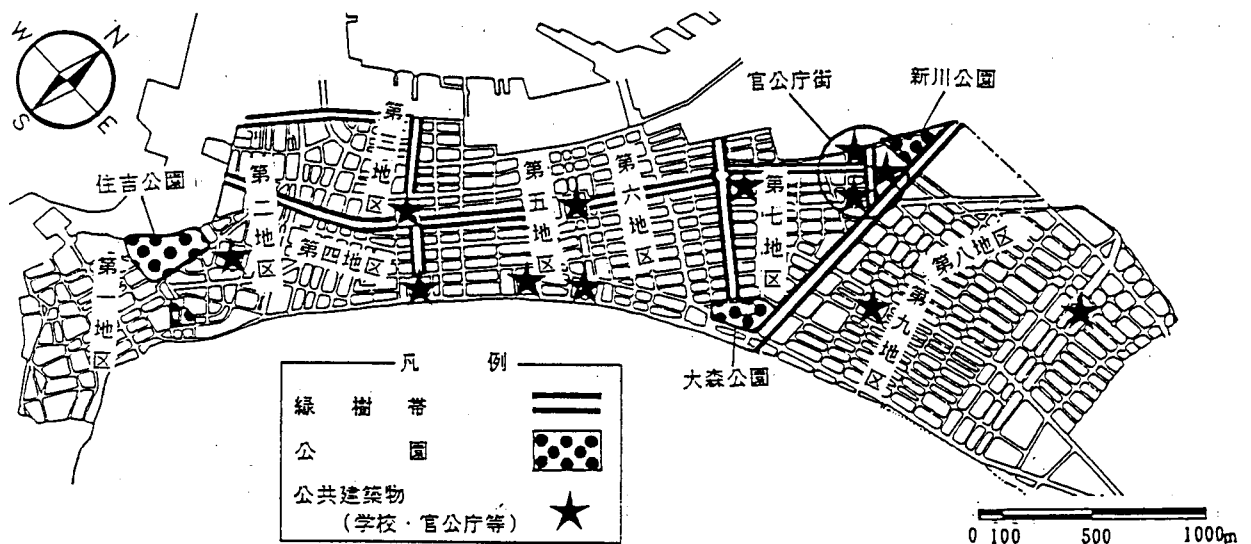 W N
S E
官公庁街
新川公園
住吉公園
大森公園
第一地区
第二地区
第三地区
第四地区
第五地区
第六地区
第七地区
第八地区
第九地区
凡 例
緑 樹 帯
公 園
公共建築物
(学校・官公庁等)
0 100 500 1000m